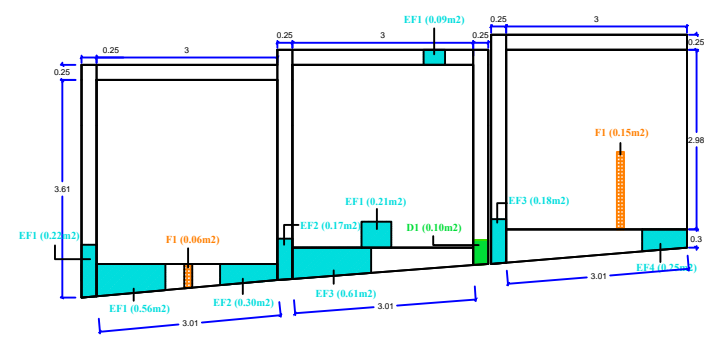 EF1 (0.09m2)
0.25
3
0.25
3
0.25
0.25
3
0.25
0.25
3.61
2.98
F1 (0.15m2)
EF1 (0.21m2)
EF3 (0.18m2)
EF2 (0.17m2)
D1 (0.10m2)
EF1 (0.22m2)
F1 (0.06m2)
0.3
EF4 (0.25m2)
EF3 (0.61m2)
EF2 (0.30m2)
EF1 (0.56m2)
3.01
3.01
3.01